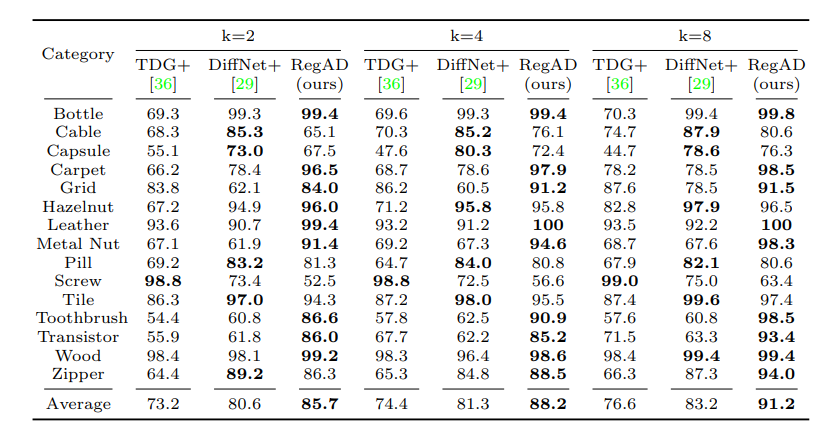 k=2 k=4 k=8
Category
TDG+ DiffNet+ RegAD TDG+ DiffNet+ RegAD TDG+ DiffNet+ RegAD
[36] [29] (ours) [36] [29] (ours) [36] [29] (ours)
Bottle 69.3 99.3 99.4 69.6 99.3 99.4 70.3 99.4 99.8
Cable 68.3 85.3 65.1 70.3 85.2 76.1 74.7 87.9 80.6
Capsule 55.1 73.0 67.5 47.6 80.3 72.4 44.7 78.6 76.3
Carpet 66.2 78.4 96.5 68.7 78.6 97.9 78.2 78.5 98.5
Grid 83.8 62.1 84.0 86.2 60.5 91.2 87.6 78.5 91.5
Hazelnut 67.2 94.9 96.0 71.2 95.8 95.8 82.8 97.9 96.5
Leather 93.6 90.7 99.4 93.2 91.2 100 93.5 92.2 100
Metal Nut 67.1 61.9 91.4 69.2 67.3 94.6 68.7 67.6 98.3
Pill 69.2 83.2 81.3 64.7 84.0 80.8 67.9 82.1 80.6
Screw 98.8 73.4 52.5 98.8 72.5 56.6 99.0 75.0 63.4
Tile 86.3 97.0 94.3 87.2 98.0 95.5 87.4 99.6 97.4
Toothbrush 54.4 60.8 86.6 57.8 62.5 90.9 57.6 60.8 98.5
Transistor 55.9 61.8 86.0 67.7 62.2 85.2 71.5 63.3 93.4
Wood 98.4 98.1 99.2 98.3 96.4 98.6 98.4 99.4 99.4
Zipper 64.4 89.2 86.3 65.3 84.8 88.5 66.3 87.3 94.0
Average 73.2 80.6 85.7 74.4 81.3 88.2 76.6 83.2 91.2